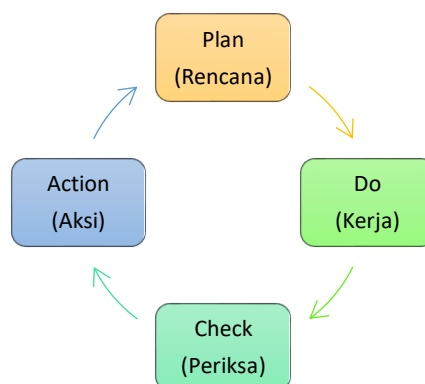 Plan
(Rencana)
Do
(Kerja)
Check
(Periksa)
Action
(Aksi)